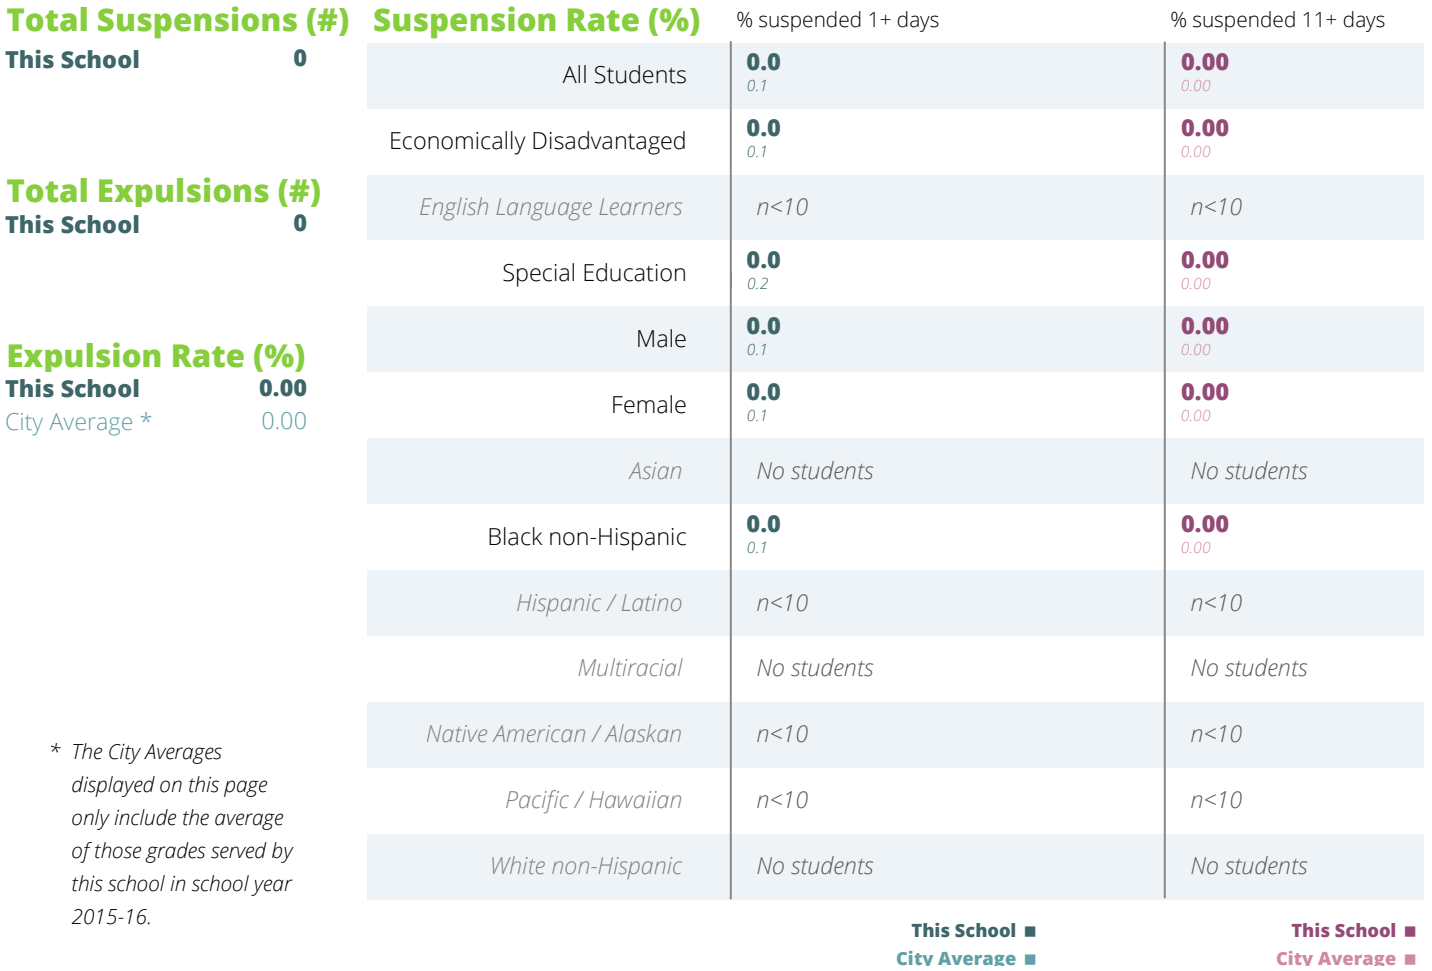 Total Suspensions (#)
This School 0
Total Expulsions (#)
This School 0
Expulsion Rate (%)
This School 0.00
City Average * 0.00
* The City Averages
displayed on this page
only include the average
of those grades served by
this school in school year
2015-16.
Suspension Rate (%) % suspended 1+ days % suspended 11+ days
All Students 0.0 0.00
0.1 0.00
Economically Disadvantaged 0.0 0.00
0.1 0.00
English Language Learners n<10 n<10
Special Education 0.0 0.00
0.2 0.00
Male 0.0 0.00
0.1 0.00
Female 0.0 0.00
0.1 0.00
Asian No students No students
Black non-Hispanic 0.0 0.00
0.1 0.00
Hispanic / Latino n<10 n<10
Multiracial No students No students
Native American / Alaskan n<10 n<10
Pacific / Hawaiian n<10 n<10
White non-Hispanic No students No students
This School This School
City Average City Average